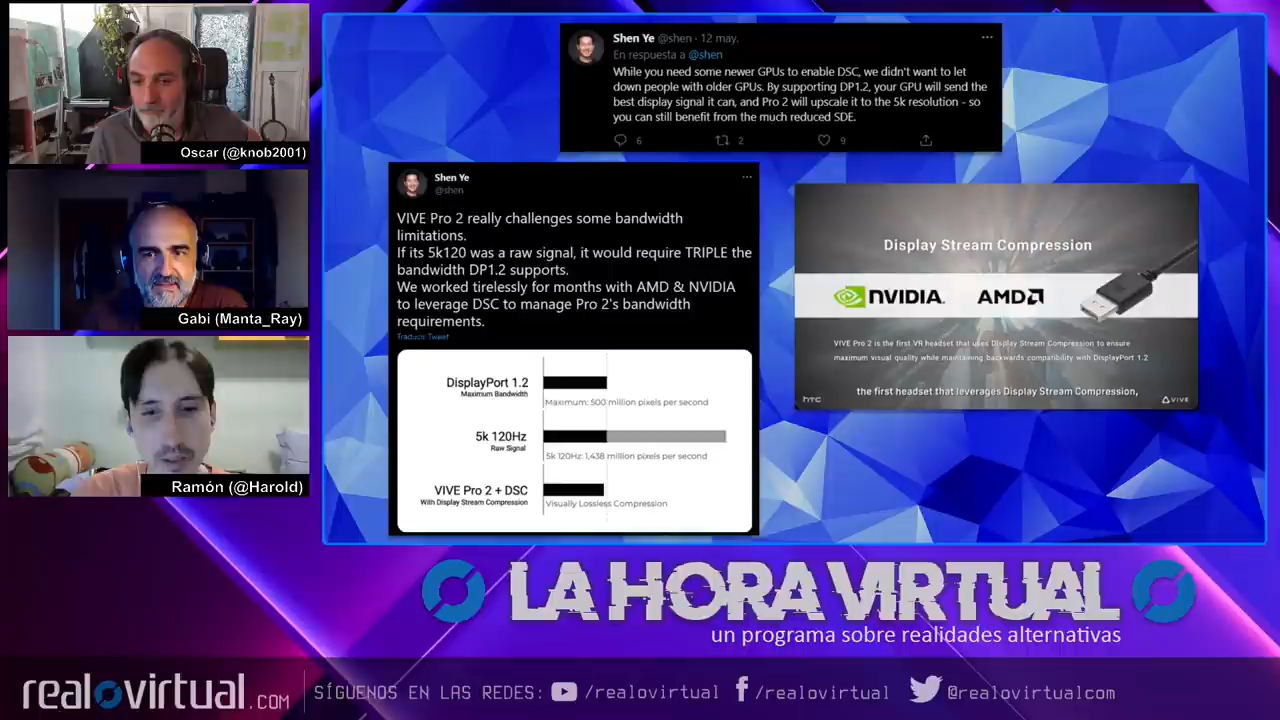 Oscar (@knob2001)
Gabi (Manta_Ray)
Ramón (@Harold)
Shen Ye @shen · 12 may.
En respuesta a @shen
While you need some newer GPUs to enable DSC, we didn't want to let
down people with older GPUs. By supporting DP1.2, your GPU will send the
best display signal it can, and Pro 2 will upscale it to the 5k resolution - so
you can still benefit from the much reduced SDE.
6 2 9
Shen Ye
@shen
VIVE Pro 2 really challenges some bandwidth
limitations.
If its 5k120 was a raw signal, it would require TRIPLE the
bandwidth DP1.2 supports.
We worked tirelessly for months with AMD & NVIDIA
to leverage DSC to manage Pro 2's bandwidth
requirements.
Traducir Tweet
DisplayPort 1.2
Maximum Bandwidth
Maximum: 500 million pixels per second
5k 120Hz
Raw Signal
5k 120Hz: 1,438 million pixels per second
VIVE Pro 2 + DSC
With Display Stream Compression
Visually Lossless Compression
Display Stream Compression
NVIDIA. AMD
VIVE Pro 2 is the first VR headset that uses Display Stream Compression to ensure
maximum visual quality while maintaining backwards compatibility with DisplayPort 1.2
the first headset that leverages Display Stream Compression,
hTC VIVE
LA HORA VIRTUAL
un programa sobre realidades alternativas
realovirtual.com
SÍGUENOS EN LAS REDES: /realovirtual /realovirtual @realovirtualcom